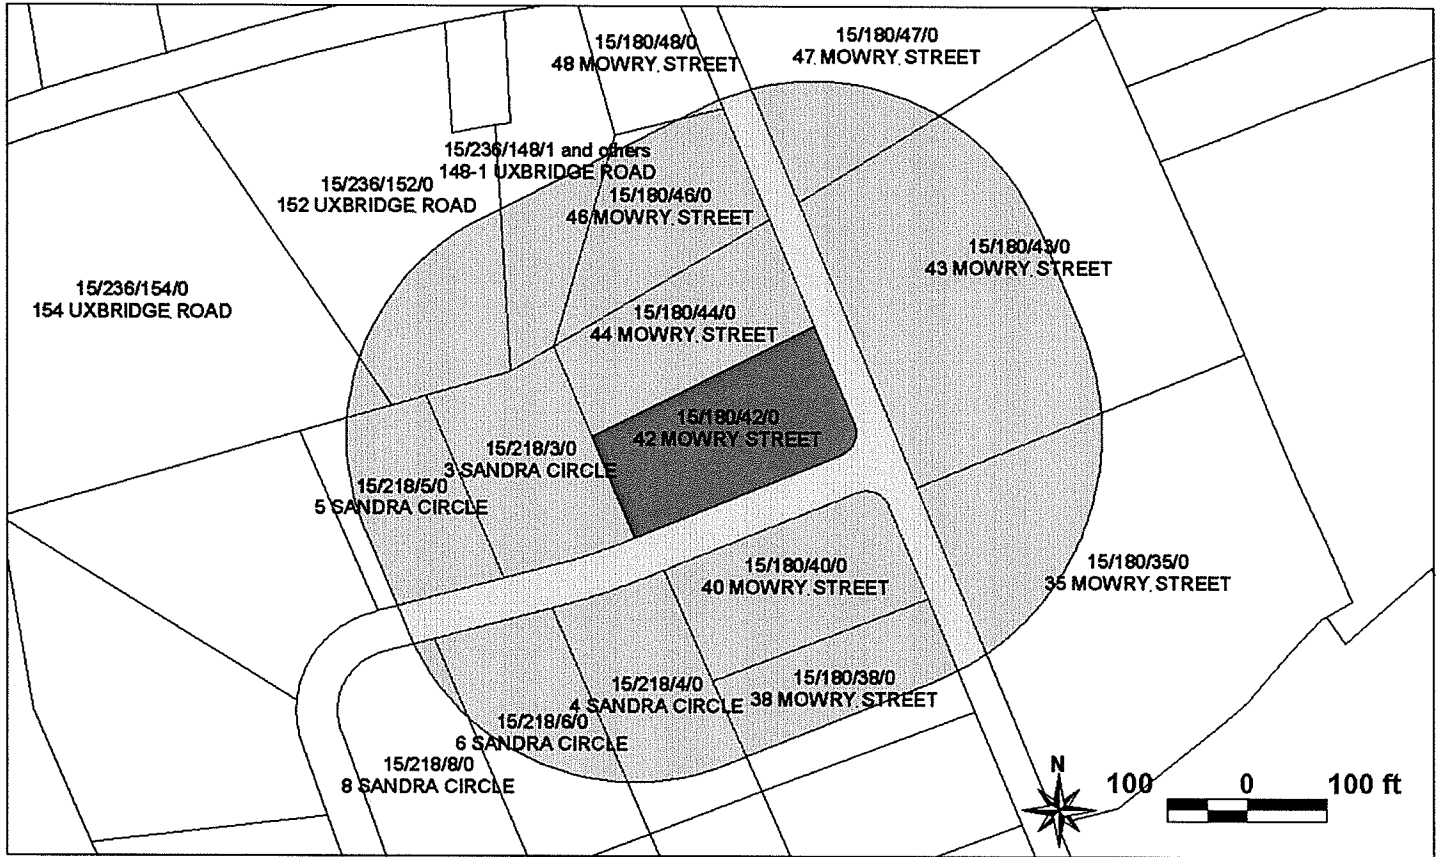 15/180/48/0
48 MOWRY STREET
15/180/47/0
47 MOWRY STREET
15/236/148/1 and others
148-1 UXBRIDGE ROAD
15/236/152/0
152 UXBRIDGE ROAD
15/180/46/0
46 MOWRY STREET
15/180/43/0
43 MOWRY STREET
15/236/154/0
154 UXBRIDGE ROAD
15/180/44/0
44 MOWRY STREET
15/180/42/0
42 MOWRY STREET
15/218/3/0
3 SANDRA CIRCLE
15/218/5/0
5 SANDRA CIRCLE
15/180/40/0
40 MOWRY STREET
15/180/35/0
35 MOWRY STREET
15/180/38/0
38 MOWRY STREET
15/218/4/0
4 SANDRA CIRCLE
15/218/6/0
6 SANDRA CIRCLE
15/218/8/0
8 SANDRA CIRCLE
N
100 0 100 ft